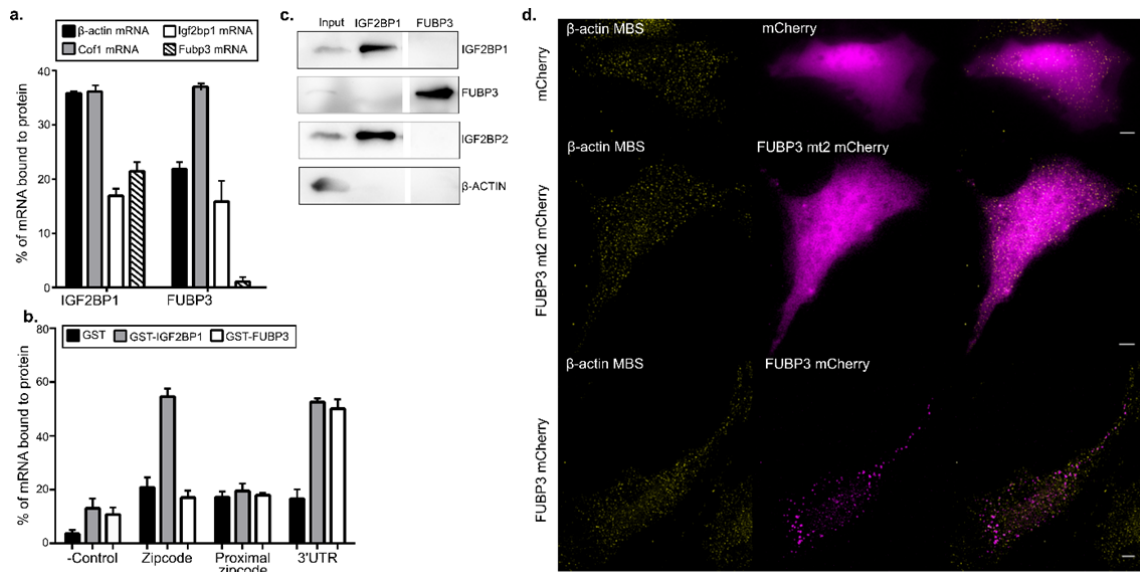 a.
β-actin mRNA
Igf2bp1 mRNA
Cof1 mRNA
Fubp3 mRNA
% of mRNA bound to protein
40
30
20
10
0
IGF2BP1
FUBP3
b.
GST
GST-IGF2BP1
GST-FUBP3
% of mRNA bound to protein
80
60
40
20
0
-Control
Zipcode
Proximal
zipcode
3'UTR
c.
Input
IGF2BP1
FUBP3
IGF2BP1
FUBP3
IGF2BP2
β-ACTIN
d.
β-actin MBS
mCherry
mCherry
β-actin MBS
FUBP3 mt2 mCherry
FUBP3 mt2 mCherry
β-actin MBS
FUBP3 mCherry
FUBP3 mCherry